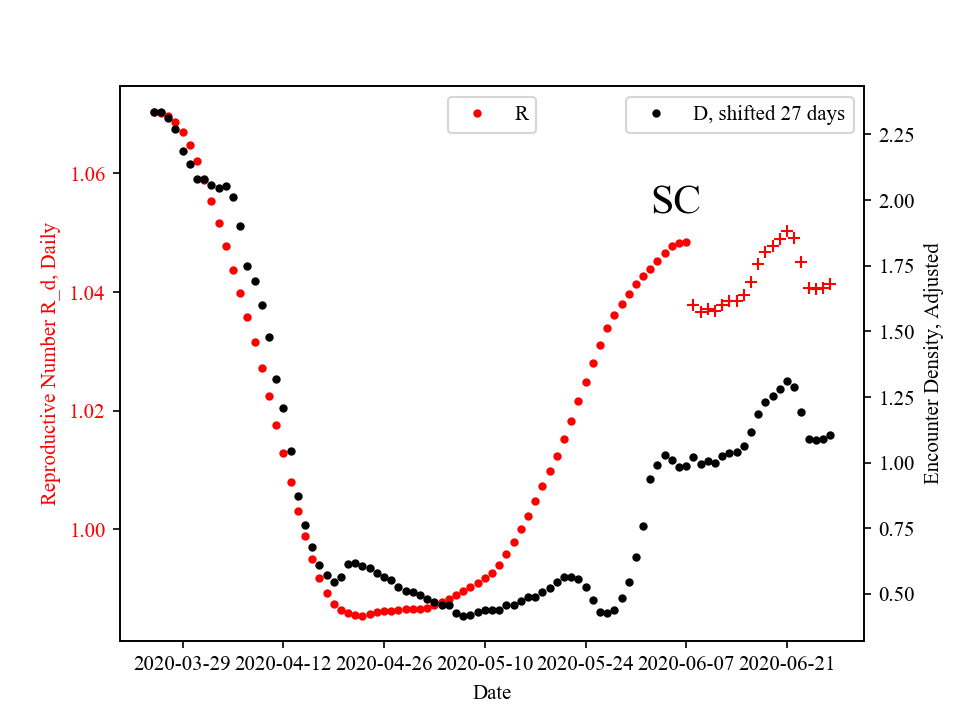 R
D, shifted 27 days
SC
Reproductive Number R_d, Daily
1.06
1.04
1.02
1.00
2.25
2.00
1.75
1.50
1.25
1.00
0.75
0.50
Encounter Density, Adjusted
2020-03-29 2020-04-12 2020-04-26 2020-05-10 2020-05-24 2020-06-07 2020-06-21
Date